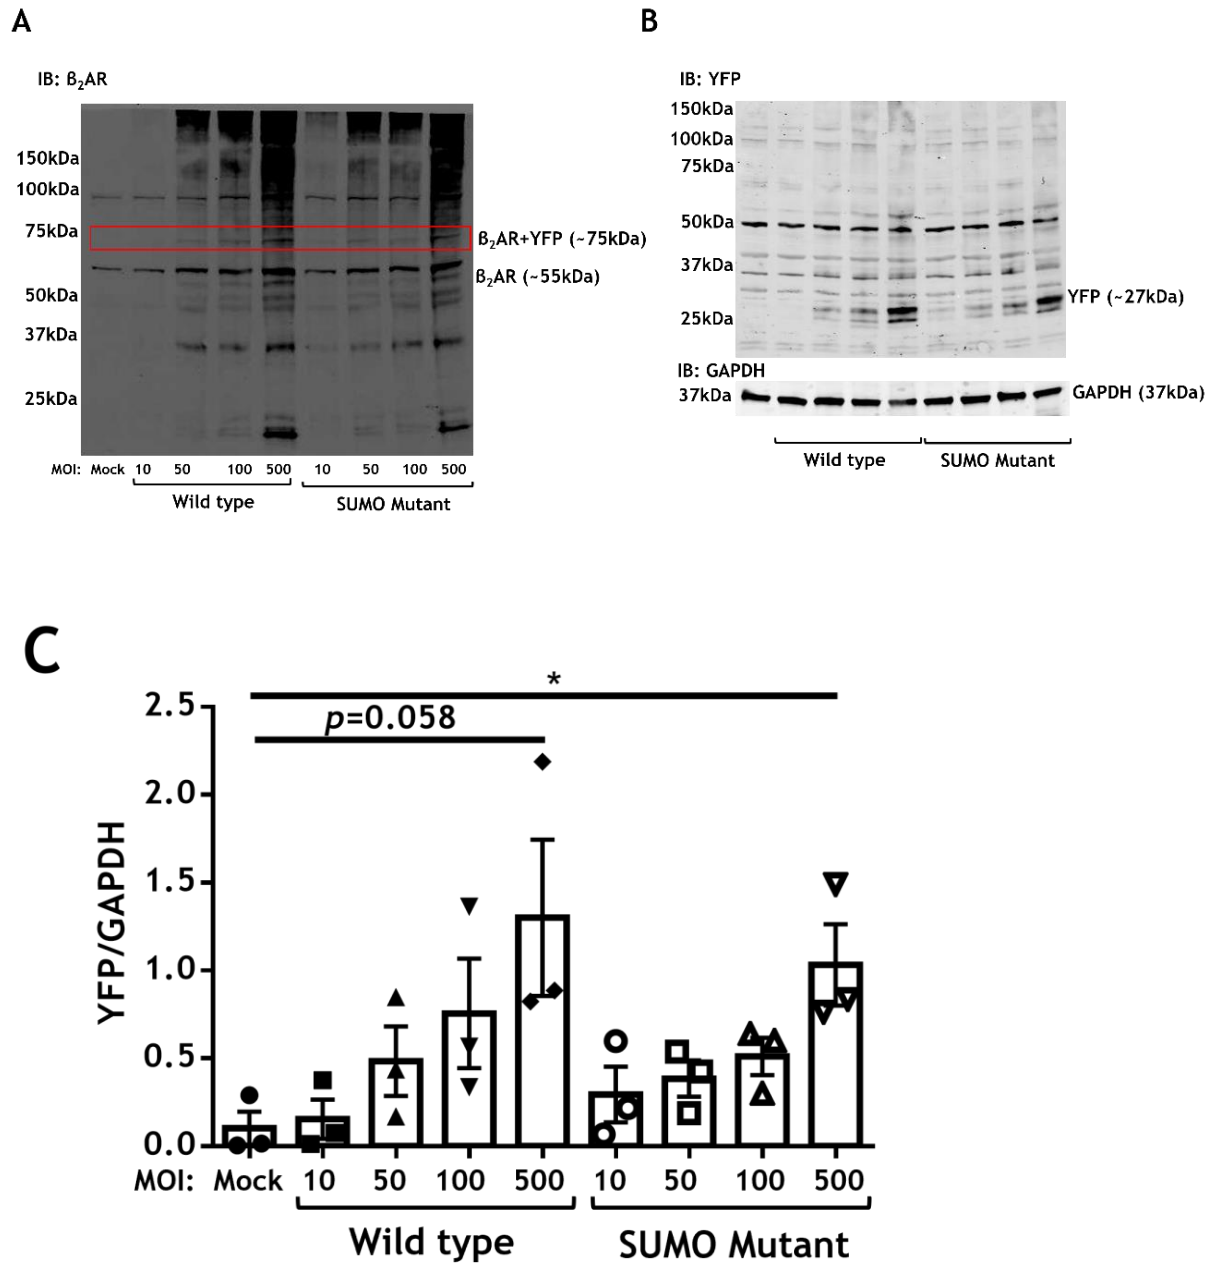 A
IB: ß₂AR
150kDa
100kDa
75kDa
50kDa
37kDa
25kDa
ß₂AR+YFP (~75kDa)
ß₂AR (~55kDa)
MOI: Mock 10 50 100 500 10 50 100 500
Wild type SUMO Mutant
B
IB: YFP
150kDa
100kDa
75kDa
50kDa
37kDa
25kDa
YFP (~27kDa)
IB: GAPDH
37kDa
GAPDH (37kDa)
Wild type SUMO Mutant
C
*
p=0.058
YFP/GAPDH
2.5
2.0
1.5
1.0
0.5
0.0
MOI: Mock 10 50 100 500 10 50 100 500
Wild type SUMO Mutant